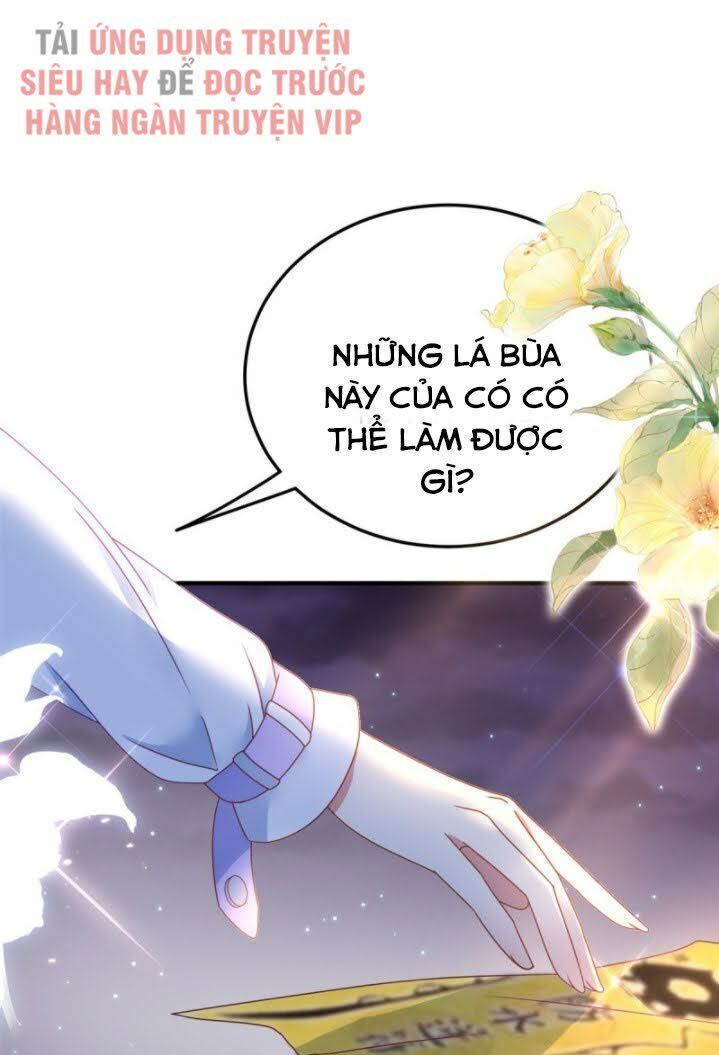 TẢI ỨNG DỤNG TRUYỆN
SIÊU HAY ĐỂ ĐỌC TRƯỚC
HÀNG NGÀN TRUYỆN VIP
NHỮNG LÁ BÙA
NÀY CỦA CÓ CÓ
THỂ LÀM ĐƯỢC
GÌ?